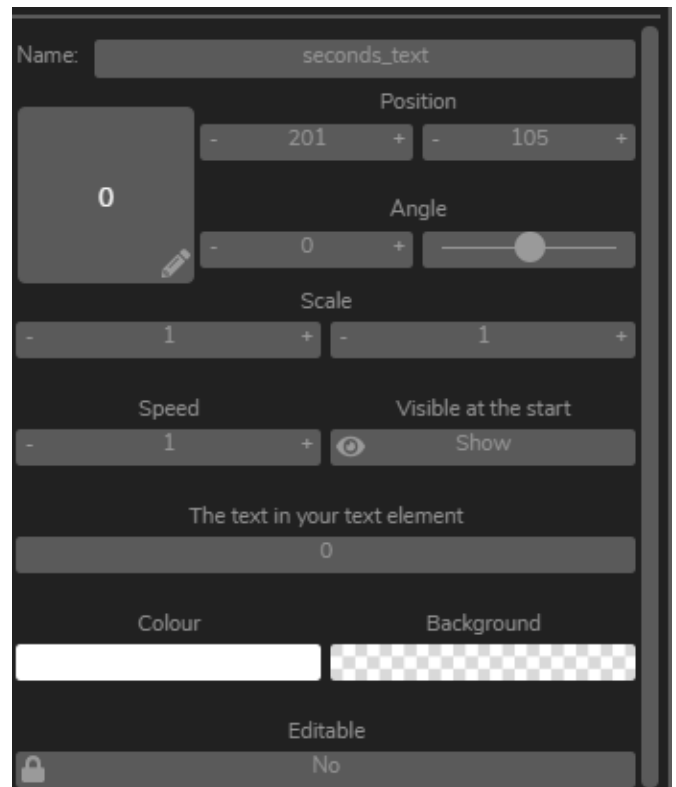 Name: seconds_text
Position
- 201 + - 105 +
0
Angle
- 0 +
Scale
- 1 + - 1 +
Speed Visible at the start
- 1 + Show
The text in your text element
0
Colour Background
Editable
No